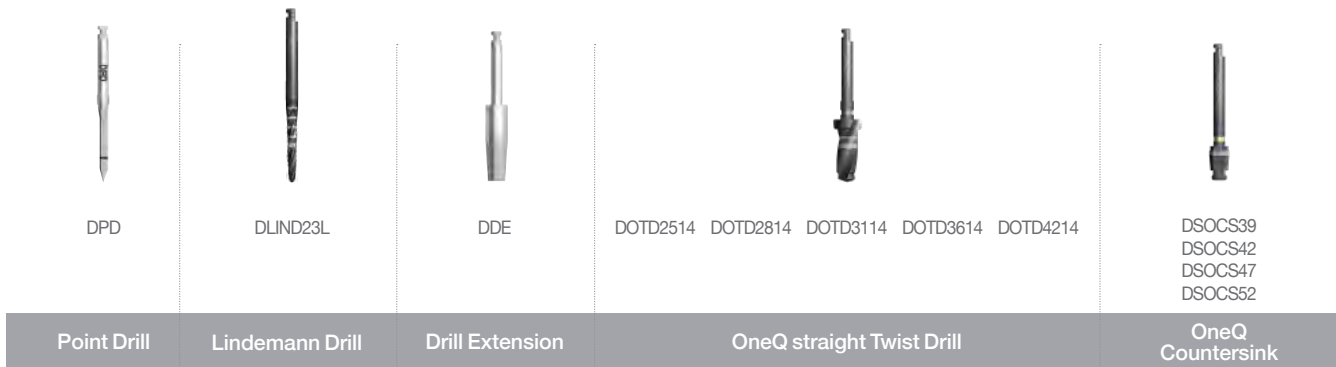 DPD
DPD
DLIND23L
DDE
DOTD2514 DOTD2814 DOTD3114 DOTD3614 DOTD4214
DSOCS39
DSOCS42
DSOCS47
DSOCS52
Point Drill
Lindemann Drill
Drill Extension
OneQ straight Twist Drill
OneQ
Countersink